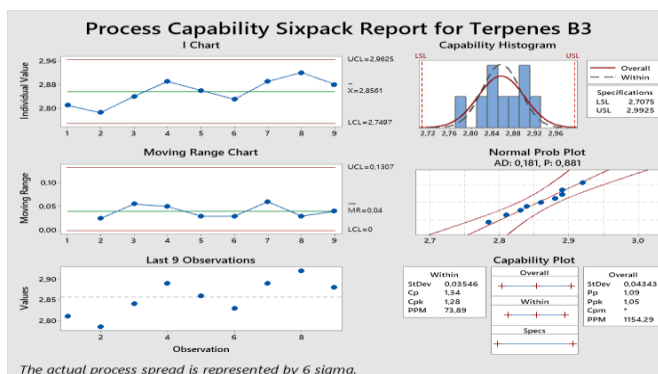 Process Capability Sixpack Report for Terpenes B3
I Chart
Individual Value
2,96
2,88
2,80
UCL=2,9625
X=2,8561
LCL=2,7497
1 2 3 4 5 6 7 8 9
Moving Range Chart
Moving Range
0,10
0,05
0,00
UCL=0,1307
MR=0,04
LCL=0
1 2 3 4 5 6 7 8 9
Last 9 Observations
Values
2,90
2,85
2,80
2 4 6 8
Observation
Capability Histogram
LSL USL
Overall
Within
Specifications
LSL 2,7075
USL 2,9925
2,72 2,76 2,80 2,84 2,88 2,92 2,96
Normal Prob Plot
AD: 0,181, P: 0,881
2,7 2,8 2,9 3,0
Capability Plot
Within
StDev 0,03546
Cp 1,34
Cpk 1,28
PPM 73,89
Overall
Within
Specs
Overall
StDev 0,04343
Pp 1,09
Ppk 1,05
Cpm *
PPM 1154,29
The actual process spread is represented by 6 sigma.